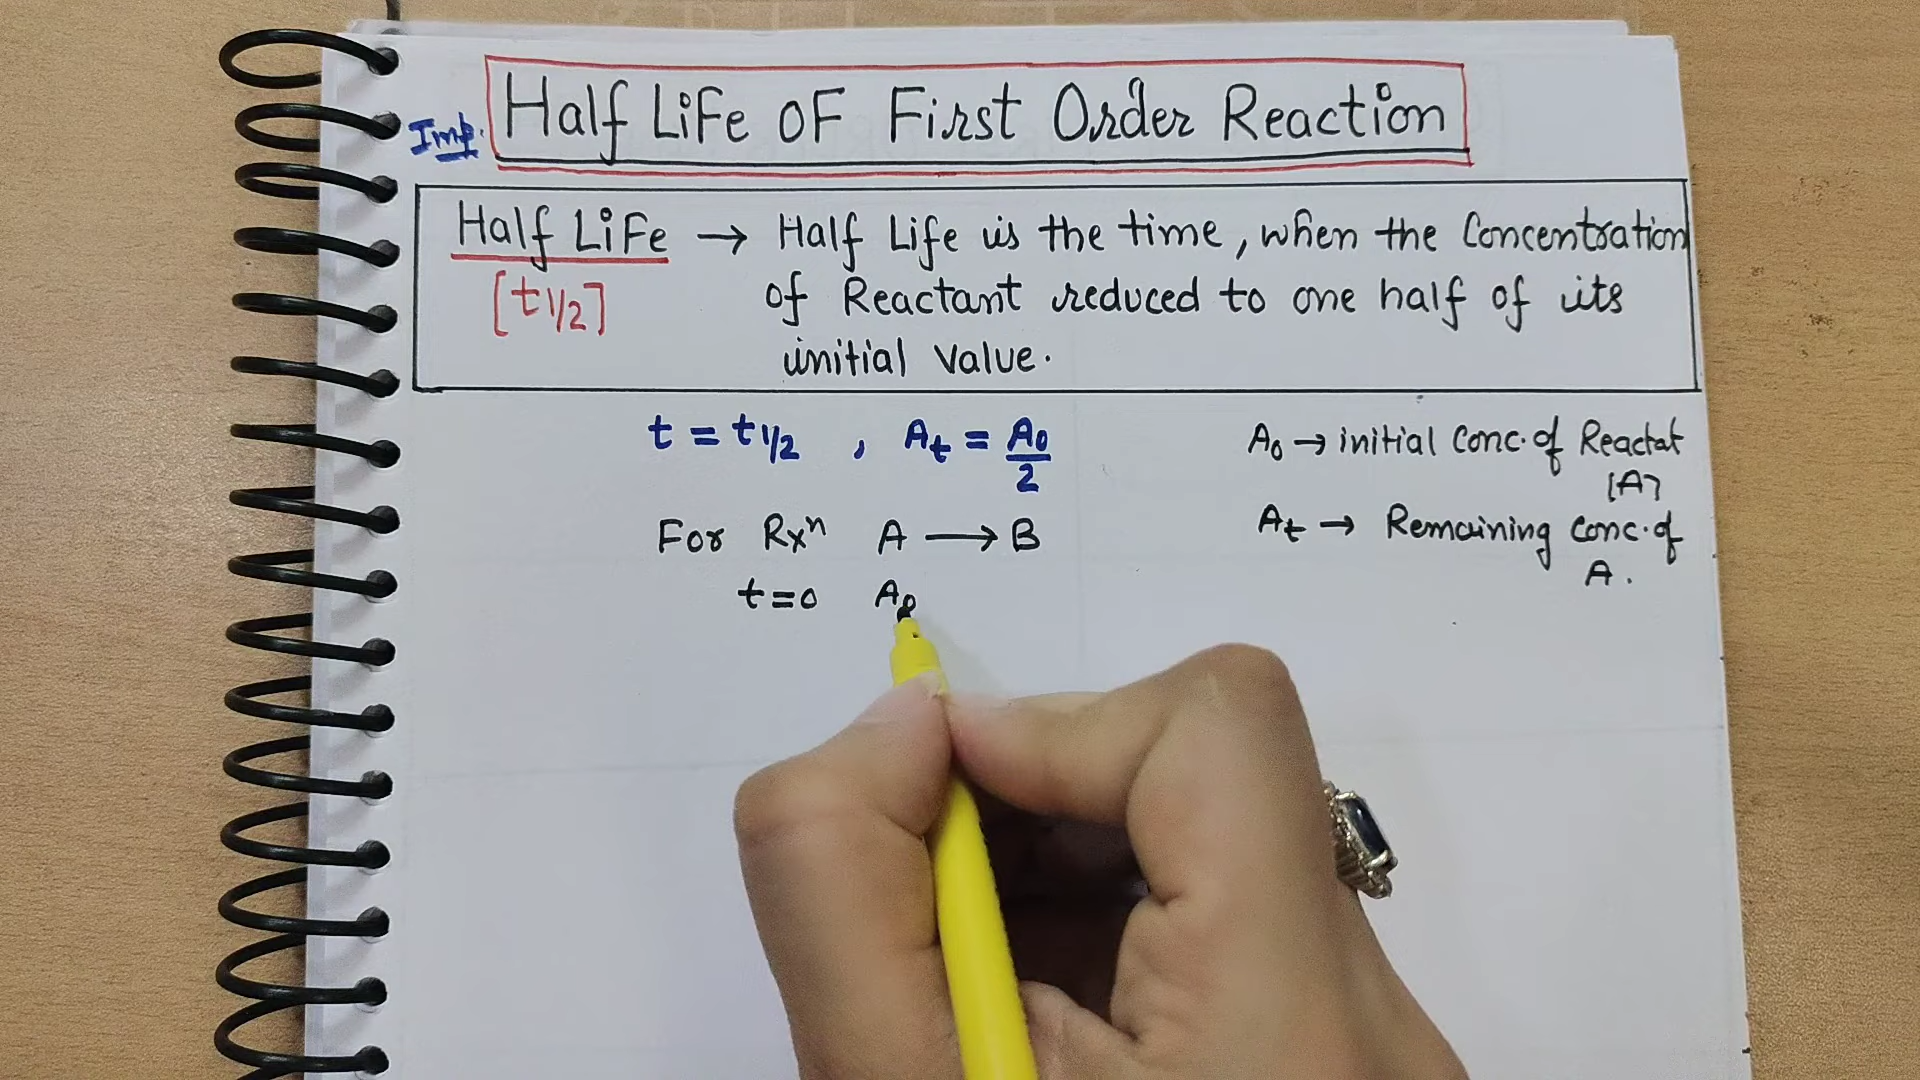 Half Life of First Order Reaction
Imp.
Half Life → Half Life is the time, when the Concentration
[t1/2] of Reactant reduced to one half of its
initial value.
t = t1/2 , At = A0/2
A0 → initial Conc. of Reactat
[A]
For Rxⁿ A → B
At → Remaining Conc. of
A.
t=0 A0